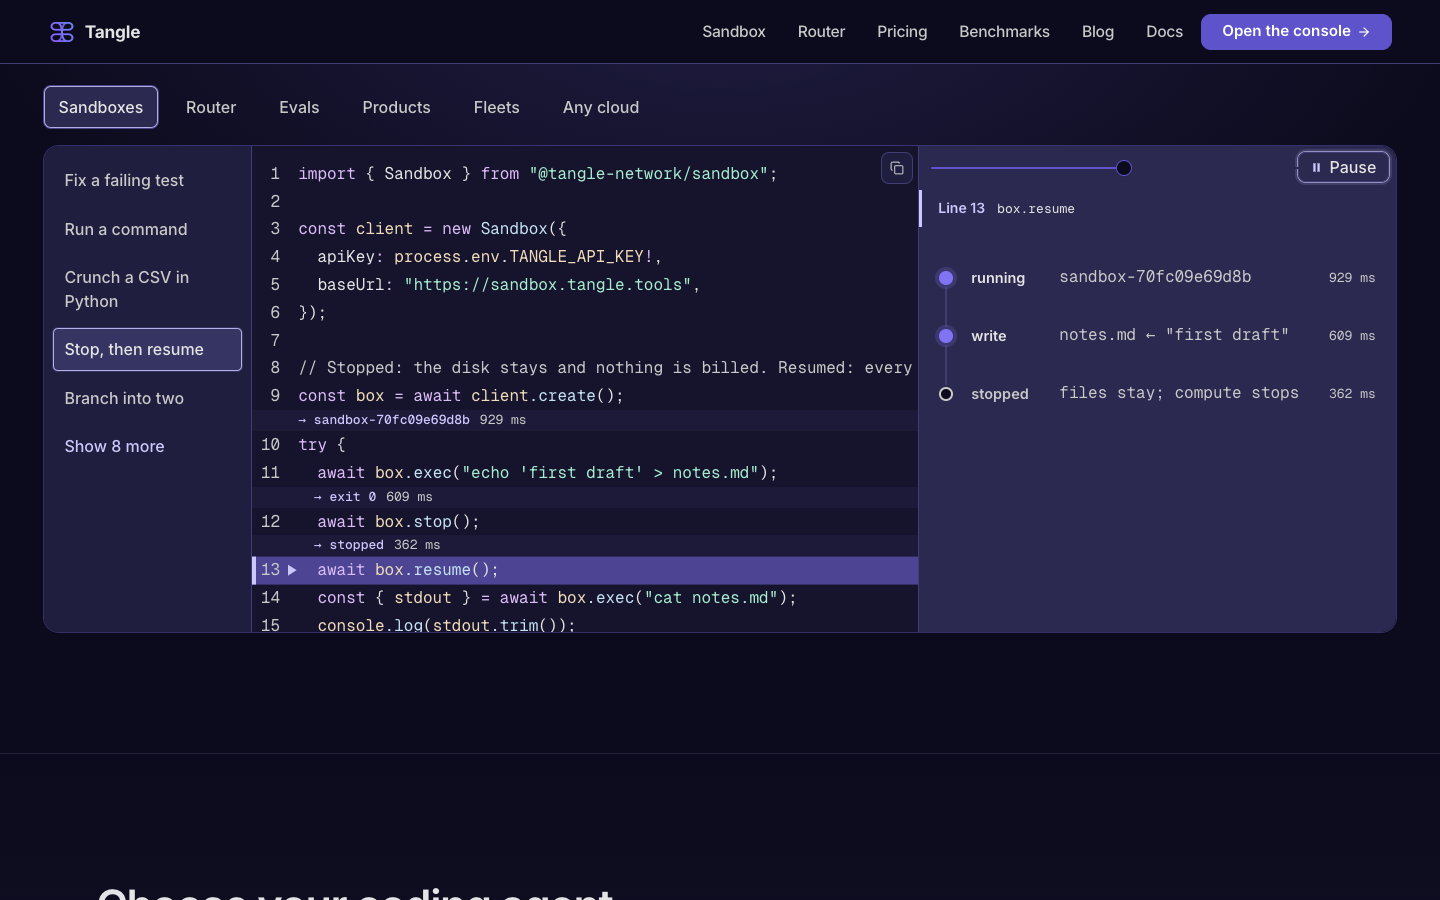 Tangle
Sandbox
Router
Pricing
Benchmarks
Blog
Docs
Open the console →
Sandboxes
Router
Evals
Products
Fleets
Any cloud
Fix a failing test
Run a command
Crunch a CSV in
Python
Stop, then resume
Branch into two
Show 8 more
1 import { Sandbox } from "@tangle-network/sandbox";
2
3 const client = new Sandbox({
4 apiKey: process.env.TANGLE_API_KEY!,
5 baseUrl: "https://sandbox.tangle.tools",
6 });
7
8 // Stopped: the disk stays and nothing is billed. Resumed: every
9 const box = await client.create();
→ sandbox-70fc09e69d8b 929 ms
10 try {
11 await box.exec("echo 'first draft' > notes.md");
→ exit 0 609 ms
12 await box.stop();
→ stopped 362 ms
13 await box.resume();
14 const { stdout } = await box.exec("cat notes.md");
15 console.log(stdout.trim());
Pause
Line 13 box.resume
running sandbox-70fc09e69d8b 929 ms
write notes.md ← "first draft" 609 ms
stopped files stay; compute stops 362 ms
Choose your coding agent